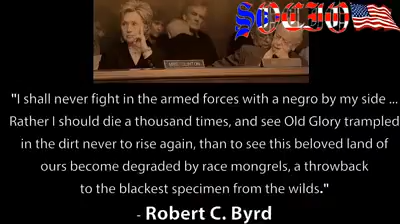 SOCIO
MRS. CLINTON
"I shall never fight in the armed forces with a negro by my side ...
Rather I should die a thousand times, and see Old Glory trampled
in the dirt never to rise again, than to see this beloved land of
ours become degraded by race mongrels, a throwback
to the blackest specimen from the wilds."
- Robert C. Byrd